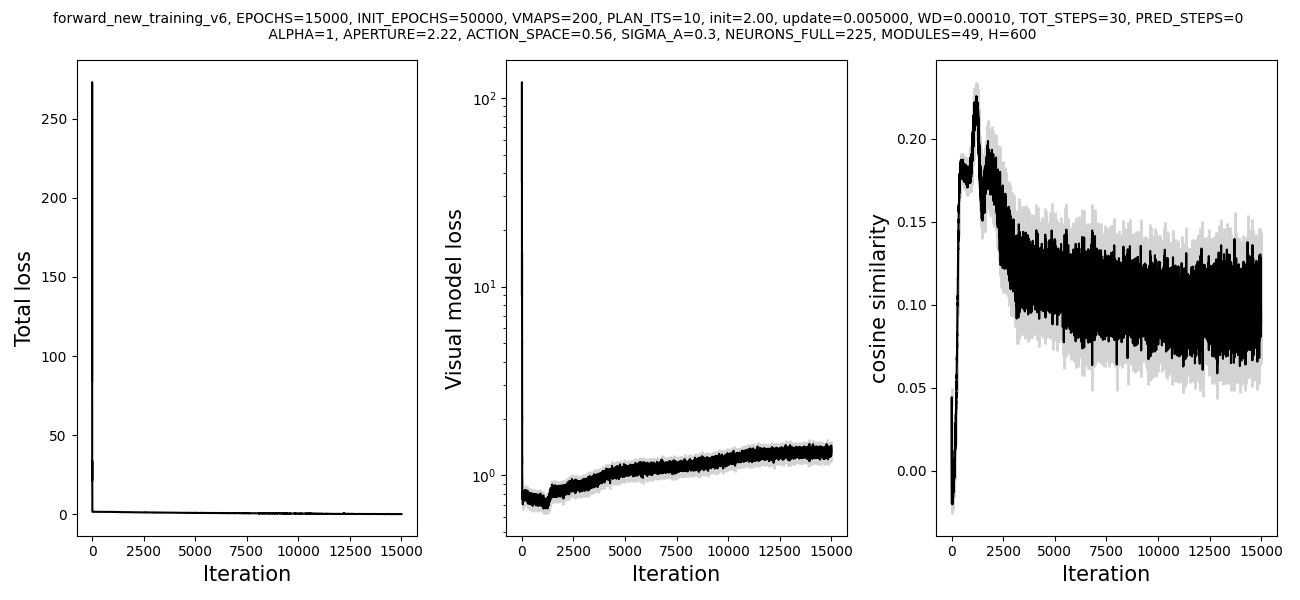 forward_new_training_v6, EPOCHS=15000, INIT_EPOCHS=50000, VMAPS=200, PLAN_ITS=10, init=2.00, update=0.005000, WD=0.00010, TOT_STEPS=30, PRED_STEPS=0
ALPHA=1, APERTURE=2.22, ACTION_SPACE=0.56, SIGMA_A=0.3, NEURONS_FULL=225, MODULES=49, H=600
Total loss
250
200
150
100
50
0
0 2500 5000 7500 10000 12500 15000
Iteration
Visual model loss
10²
10¹
10⁰
0 2500 5000 7500 10000 12500 15000
Iteration
cosine similarity
0.20
0.15
0.10
0.05
0.00
0 2500 5000 7500 10000 12500 15000
Iteration